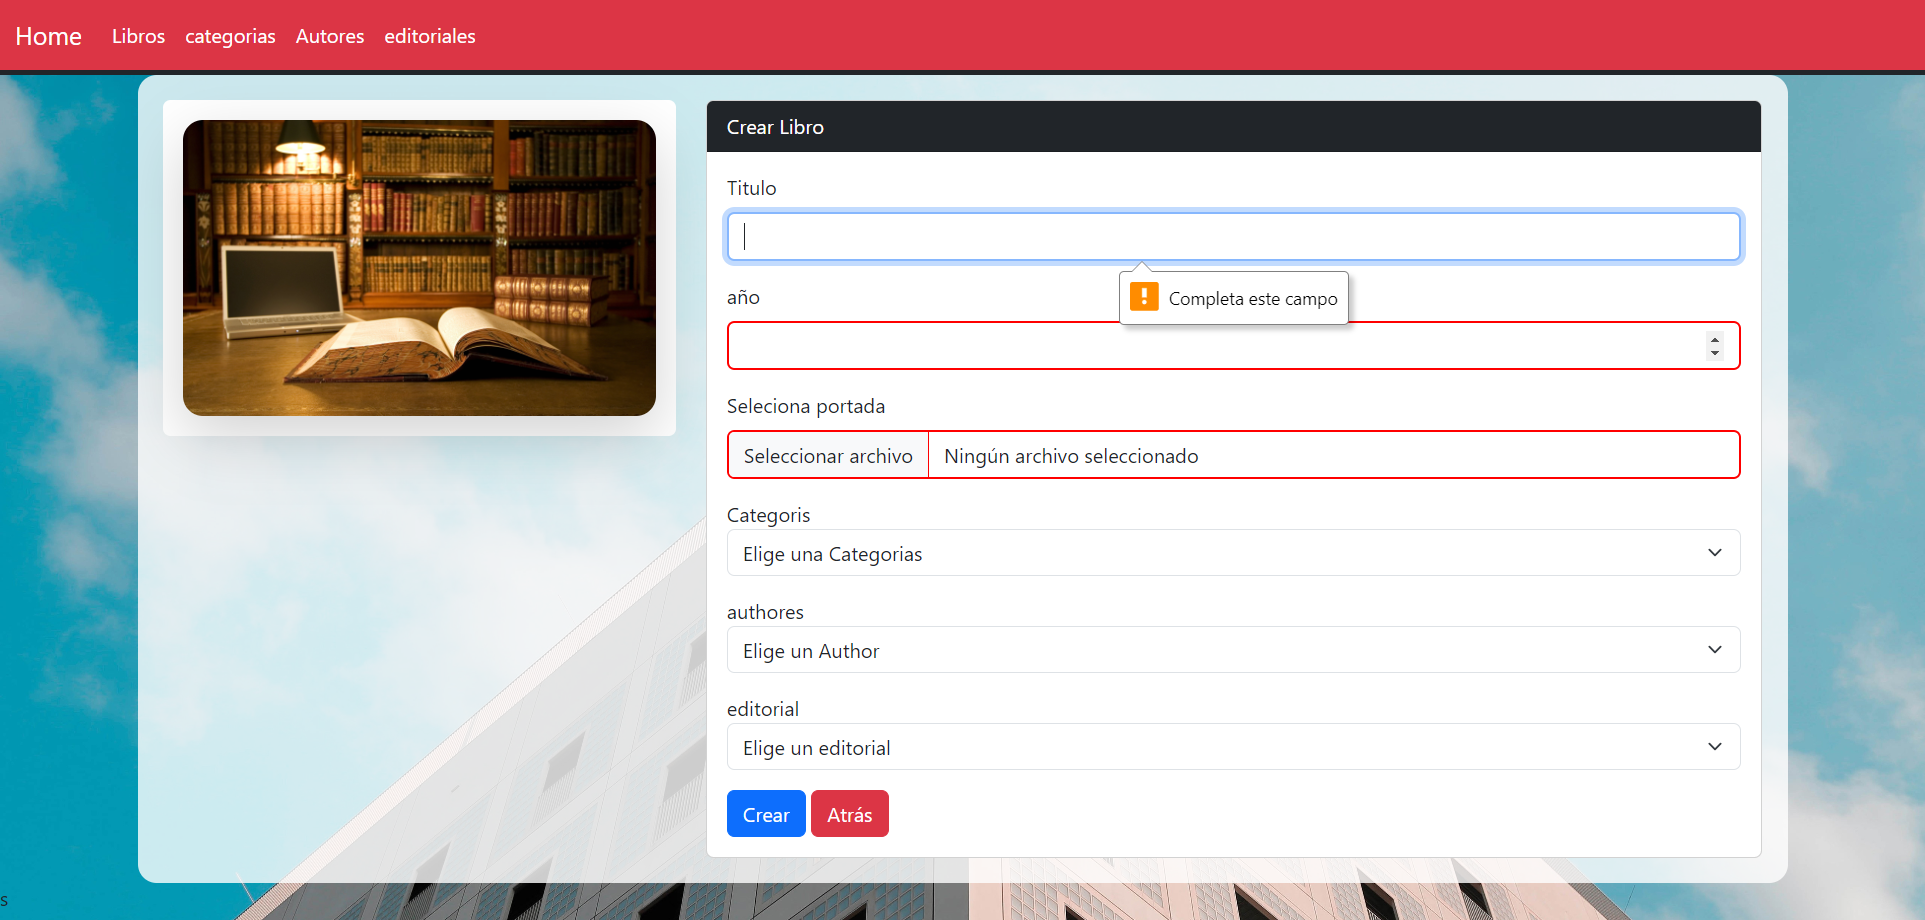 Home Libros categorias Autores editoriales
Crear Libro
Titulo
Completa este campo
año
Seleciona portada
Seleccionar archivo Ningún archivo seleccionado
Categoris
Elige una Categorias
authores
Elige un Author
editorial
Elige un editorial
Crear Atrás
s